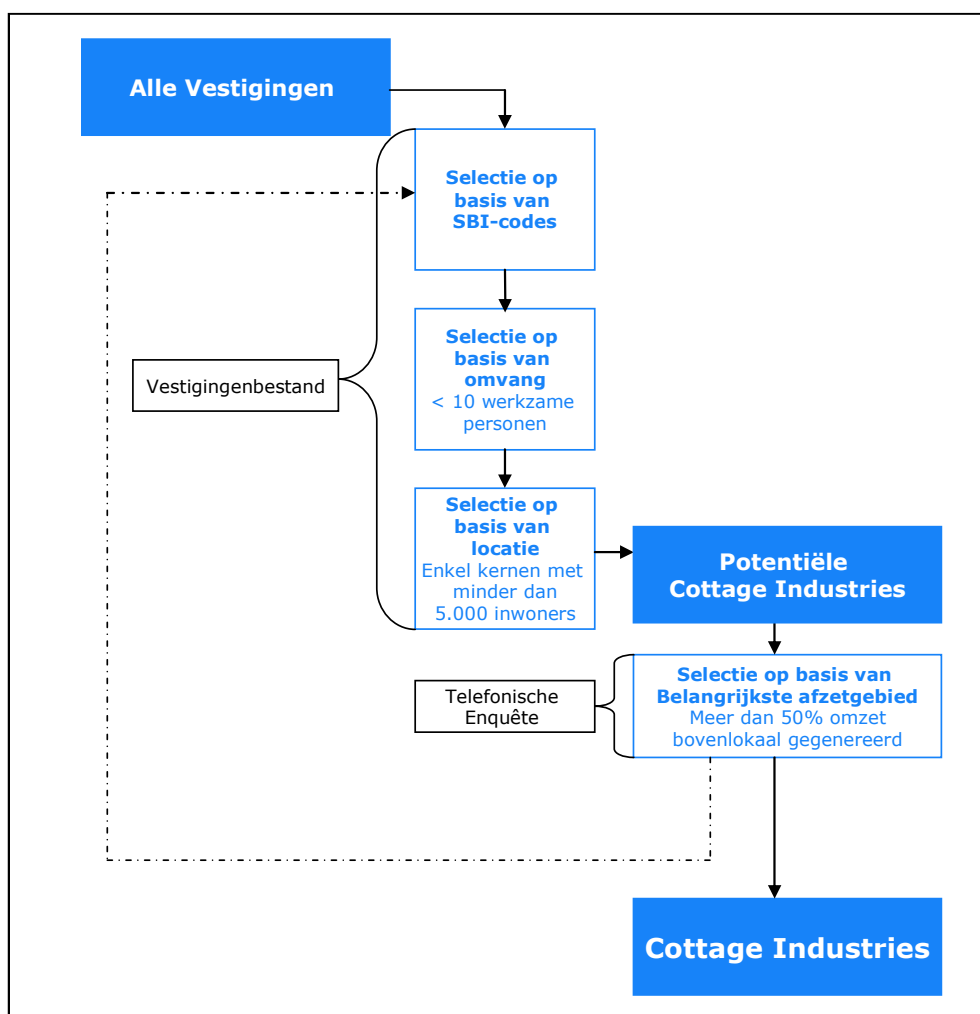 Alle Vestigingen
Selectie op
basis van
SBI-codes
Selectie op
basis van
omvang
< 10 werkzame
personen
Vestigingenbestand
Selectie op
basis van
locatie
Enkel kernen met
minder dan
5.000 inwoners
Potentiële
Cottage Industries
Selectie op basis van
Belangrijkste afzetgebied
Meer dan 50% omzet
bovenlokaal gegenereerd
Telefonische
Enquête
Cottage Industries